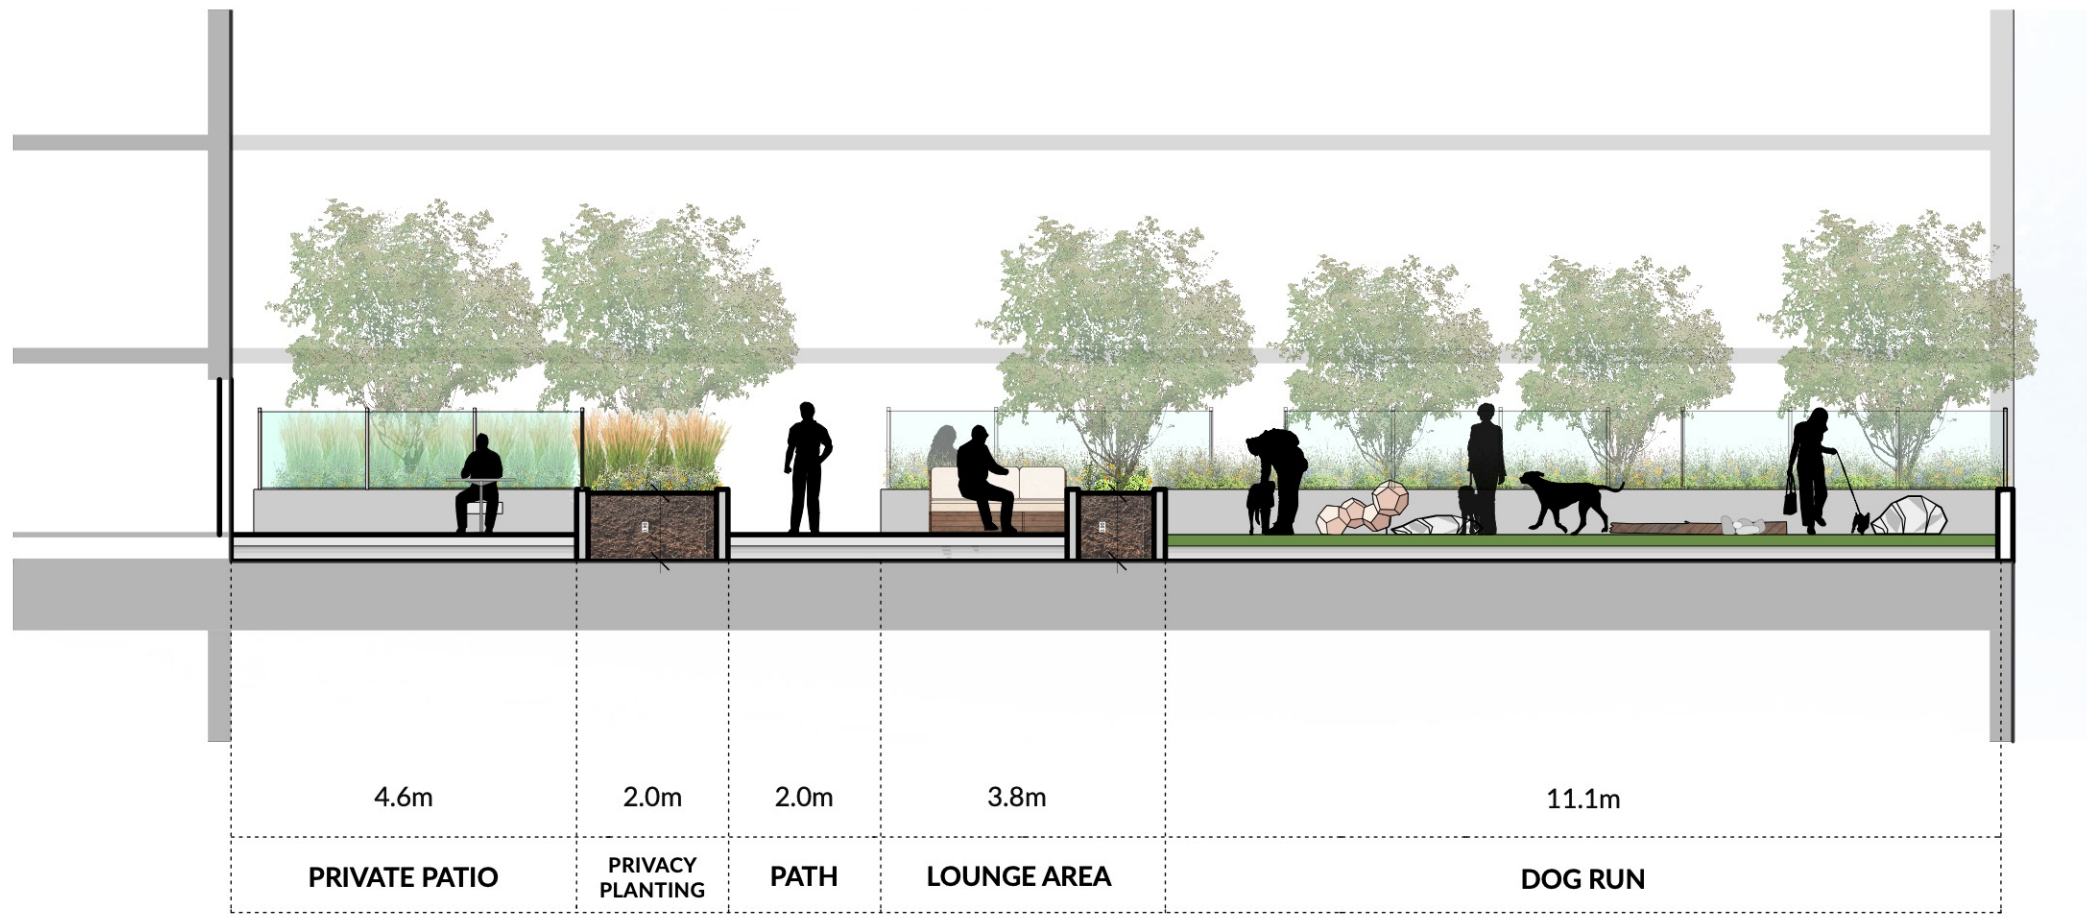 4.6m
2.0m
2.0m
3.8m
11.1m
PRIVATE PATIO
PRIVACY
PLANTING
PATH
LOUNGE AREA
DOG RUN